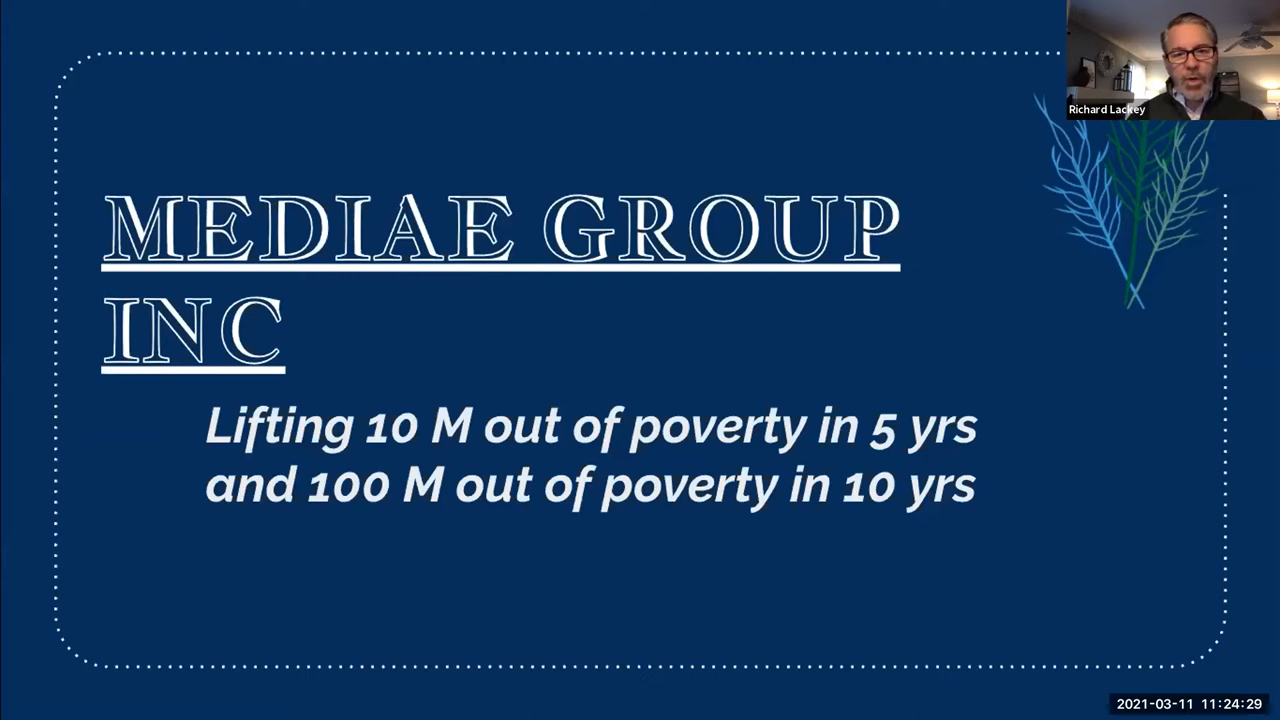 Richard Lackey
MEDIAE GROUP
INC
Lifting 10 M out of poverty in 5 yrs
and 100 M out of poverty in 10 yrs
2021-03-11 11:24:29